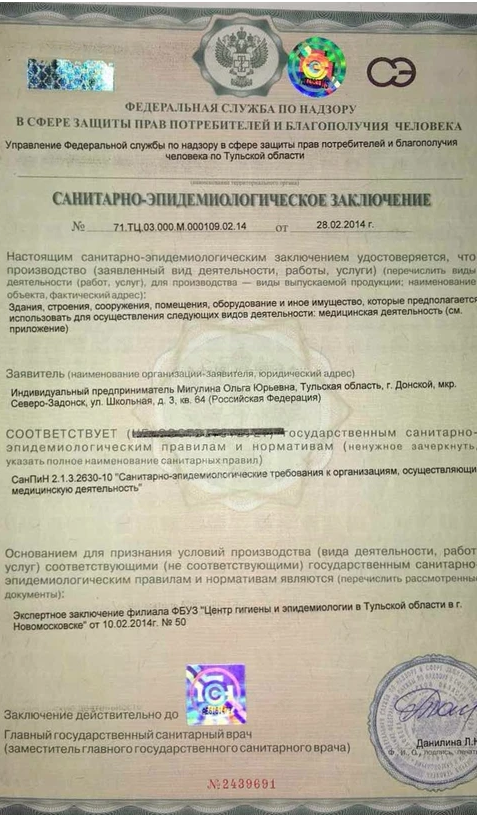 СЭ
ФЕДЕРАЛЬНАЯ СЛУЖБА ПО НАДЗОРУ
В СФЕРЕ ЗАЩИТЫ ПРАВ ПОТРЕБИТЕЛЕЙ И БЛАГОПОЛУЧИЯ ЧЕЛОВЕКА
Управление Федеральной службы по надзору в сфере защиты прав потребителей и благополучия
человека по Тульской области
(наименование территориального органа)
САНИТАРНО-ЭПИДЕМИОЛОГИЧЕСКОЕ ЗАКЛЮЧЕНИЕ
№ 71.ТЦ.03.000.М.000109.02.14 от 28.02.2014 г.
Настоящим санитарно-эпидемиологическим заключением удостоверяется, что
производство (заявленный вид деятельности, работы, услуги) (перечислить виды
деятельности (работ, услуг), для производства — виды выпускаемой продукции; наименование
объекта, фактический адрес):
Здания, строения, сооружения, помещения, оборудование и иное имущество, которые предполагается
использовать для осуществления следующих видов деятельности: медицинская деятельность (см.
приложение)
Заявитель (наименование организации-заявителя, юридический адрес)
Индивидуальный предприниматель Мигулина Ольга Юрьевна, Тульская область, г. Донской, мкр.
Северо-Задонск, ул. Школьная, д. 3, кв. 64 (Российская Федерация)
СООТВЕТСТВУЕТ государственным санитарно-
эпидемиологическим правилам и нормативам (ненужное зачеркнуть,
указать полное наименование санитарных правил)
СанПиН 2.1.3.2630-10 "Санитарно-эпидемиологические требования к организациям, осуществляющи
медицинскую деятельность"
Основанием для признания условий производства (вида деятельности, работ
услуг) соответствующими (не соответствующими) государственным санитарно-
эпидемиологическим правилам и нормативам являются (перечислить рассмотренные
документы):
Экспертное заключение филиала ФБУЗ "Центр гигиены и эпидемиологии в Тульской области в г.
Новомосковске" от 10.02.2014г. № 50
Заключение действительно до
Главный государственный санитарный врач
(заместитель главного государственного санитарного врача)
Данилина Л.
Ф. И. О., подпись, печать
№2439691